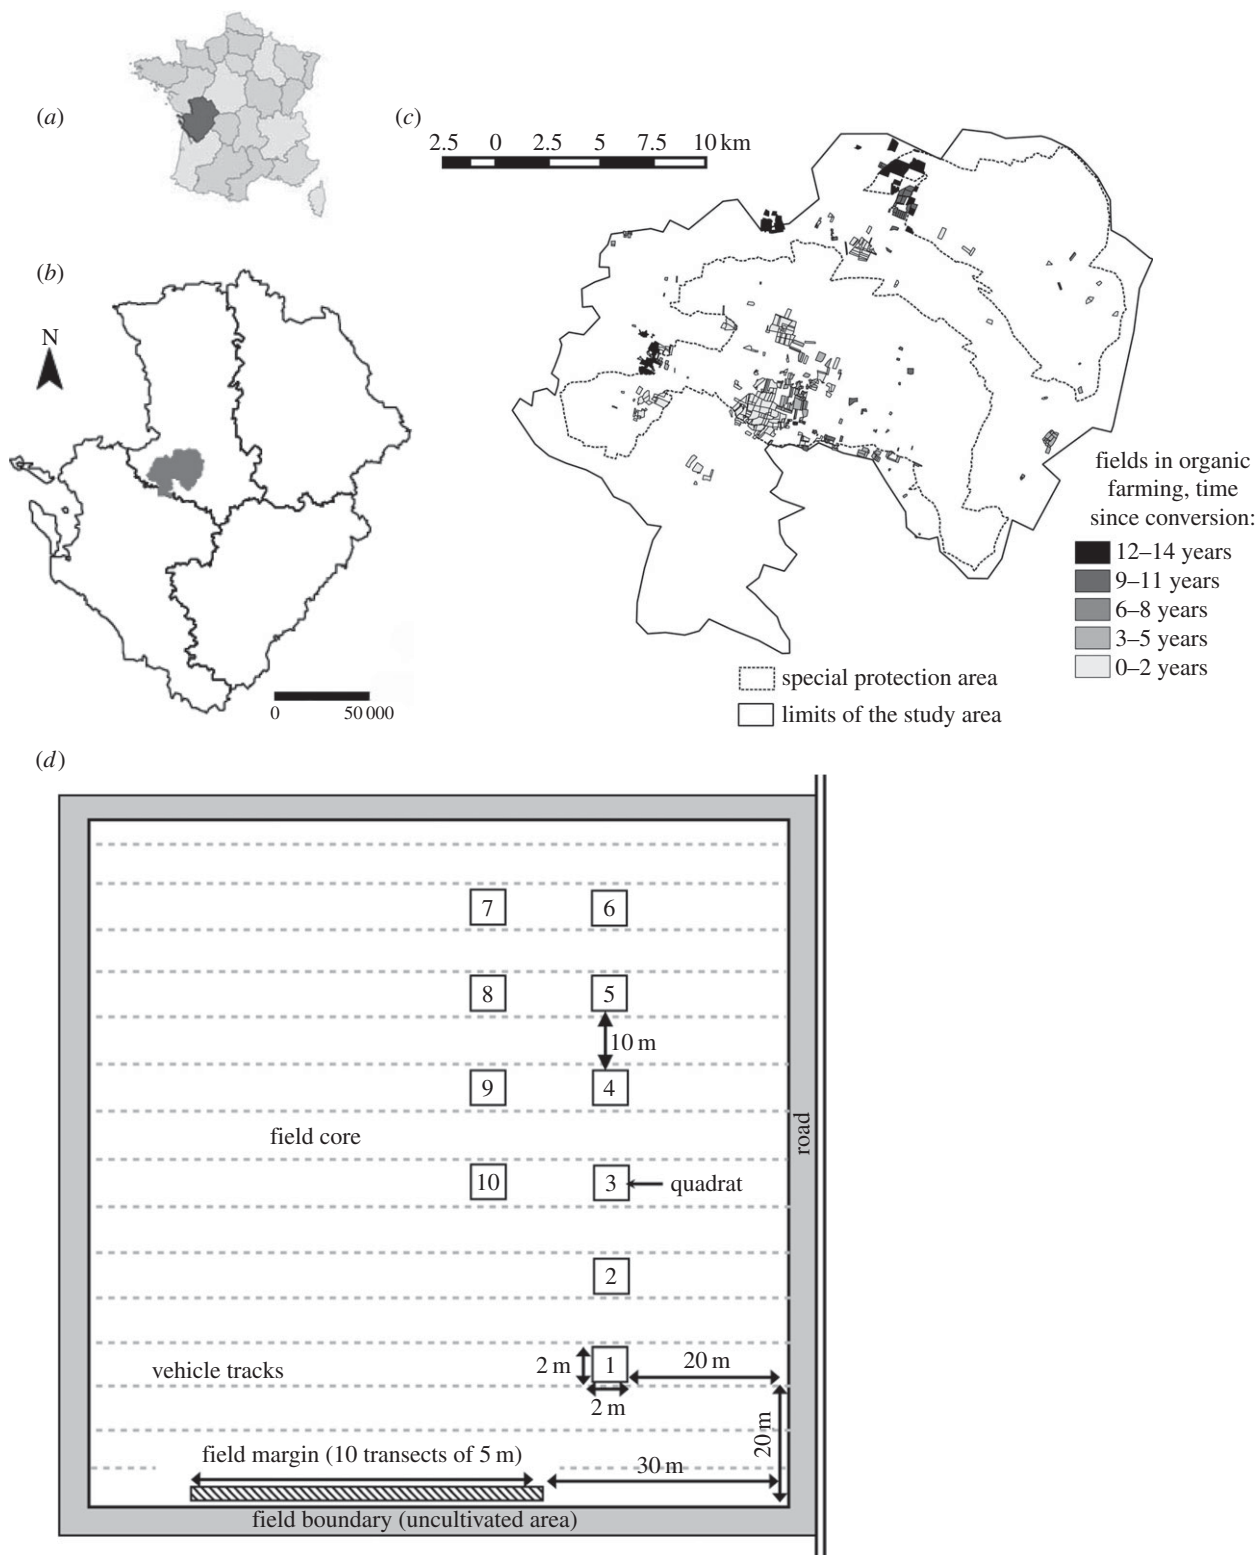 (a)
(c)
2.5 0 2.5 5 7.5 10 km
(b)
N
fields in organic
farming, time
since conversion:
12–14 years
9–11 years
6–8 years
3–5 years
0–2 years
special protection area
limits of the study area
0 50 000
(d)
7 6
8 5
10 m
9 4
field core
road
10 3 quadrat
2
vehicle tracks
2 m 1 20 m
2 m
20 m
field margin (10 transects of 5 m)
30 m
field boundary (uncultivated area)